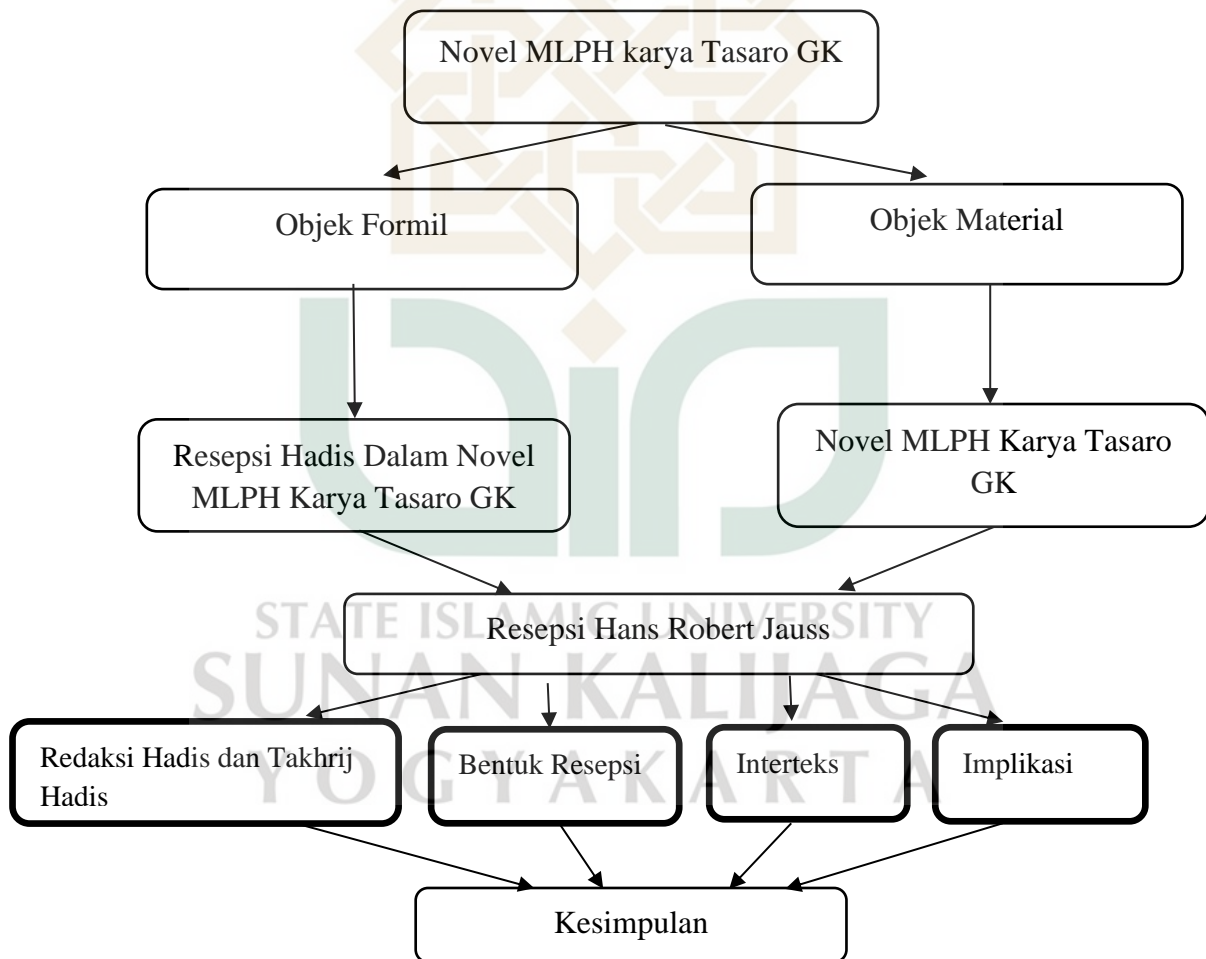 Novel MLPH karya Tasaro GK
Objek Formil
Objek Material
Resepsi Hadis Dalam Novel
MLPH Karya Tasaro GK
Novel MLPH Karya Tasaro
GK
STATE ISLAMIC UNIVERSITY
Resepsi Hans Robert Jauss
SUNAN KALIJAGA
Redaksi Hadis dan Takhrij
Hadis
Bentuk Resepsi
Interteks
Implikasi
YOGYAKARTA
Kesimpulan